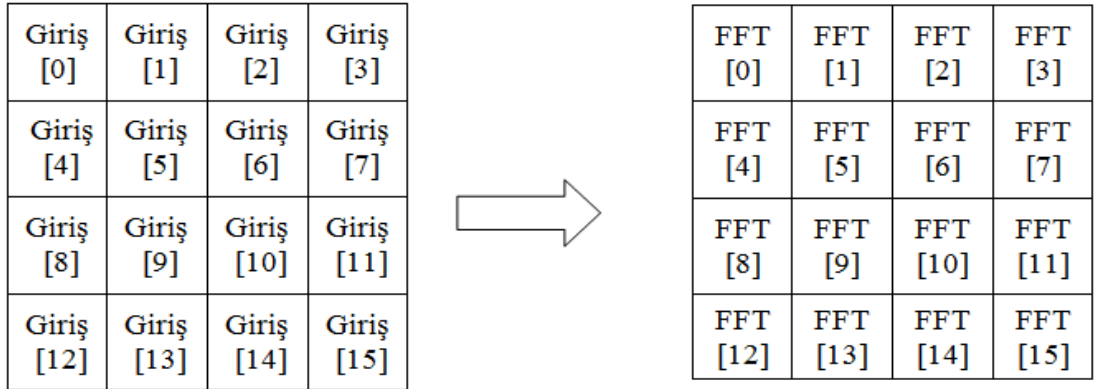 Giriş Giriş Giriş Giriş
[0] [1] [2] [3]
Giriş Giriş Giriş Giriş
[4] [5] [6] [7]
Giriş Giriş Giriş Giriş
[8] [9] [10] [11]
Giriş Giriş Giriş Giriş
[12] [13] [14] [15]
FFT FFT FFT FFT
[0] [1] [2] [3]
FFT FFT FFT FFT
[4] [5] [6] [7]
FFT FFT FFT FFT
[8] [9] [10] [11]
FFT FFT FFT FFT
[12] [13] [14] [15]